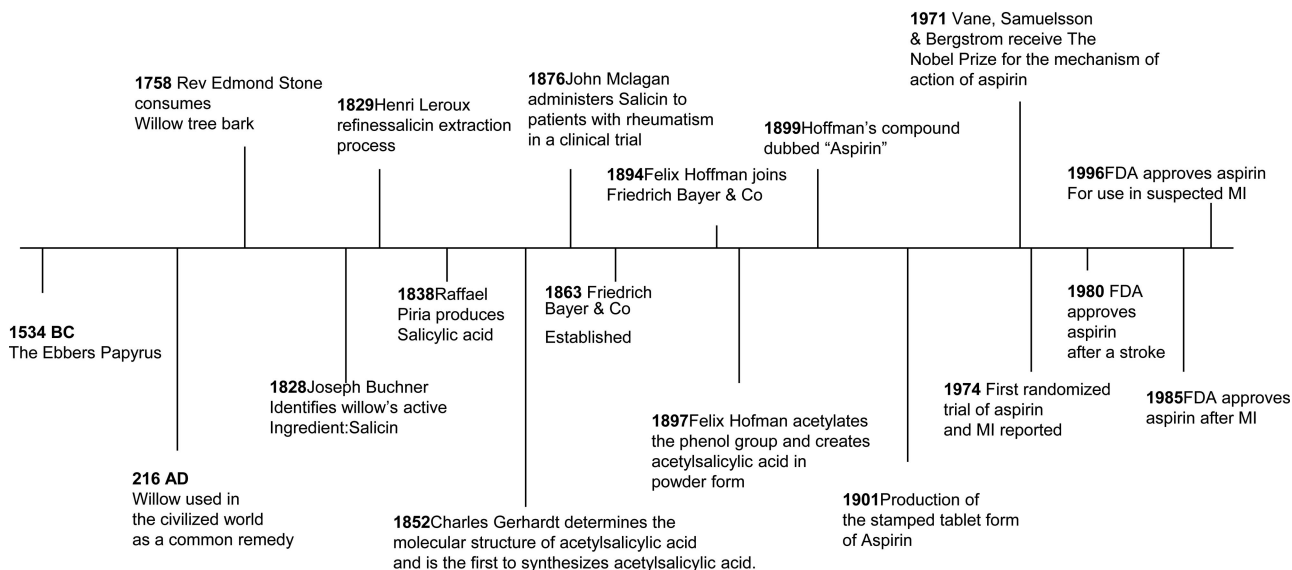 1534 BC
The Ebbers Papyrus
216 AD
Willow used in
the civilized world
as a common remedy
1758 Rev Edmond Stone
consumes
Willow tree bark
1828Joseph Buchner
Identifies willow's active
Ingredient:Salicin
1829Henri Leroux
refinessalicin extraction
process
1838Raffael
Piria produces
Salicylic acid
1852Charles Gerhardt determines the
molecular structure of acetylsalicylic acid
and is the first to synthesizes acetylsalicylic acid.
1876John Mclagan
administers Salicin to
patients with rheumatism
in a clinical trial
1863 Friedrich
Bayer & Co
Established
1894Felix Hoffman joins
Friedrich Bayer & Co
1897Felix Hofman acetylates
the phenol group and creates
acetylsalicylic acid in
powder form
1899Hoffman's compound
dubbed “Aspirin”
1901Production of
the stamped tablet form
of Aspirin
1971 Vane, Samuelsson
& Bergstrom receive The
Nobel Prize for the mechanism of
action of aspirin
1974 First randomized
trial of aspirin
and MI reported
1980 FDA
approves
aspirin
after a stroke
1985FDA approves
aspirin after MI
1996FDA approves aspirin
For use in suspected MI